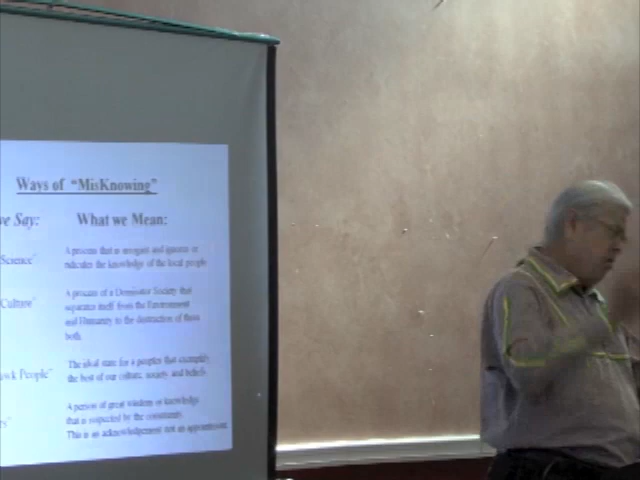 Ways of "MisKnowing"
ve Say: What we Mean:
Science" A process that is arrogant and ignores or
ridicules the knowledge of the local people
Culture" A process of a Dominator Society that
separates itself from the Environment
and Humanity to the destruction of them
both.
awk People" The ideal state for a peoples that exemplify
the best of our culture, society and beliefs
A person of great wisdom or knowledge
that is respected by the community.
This is an acknowledgement not an appointment.